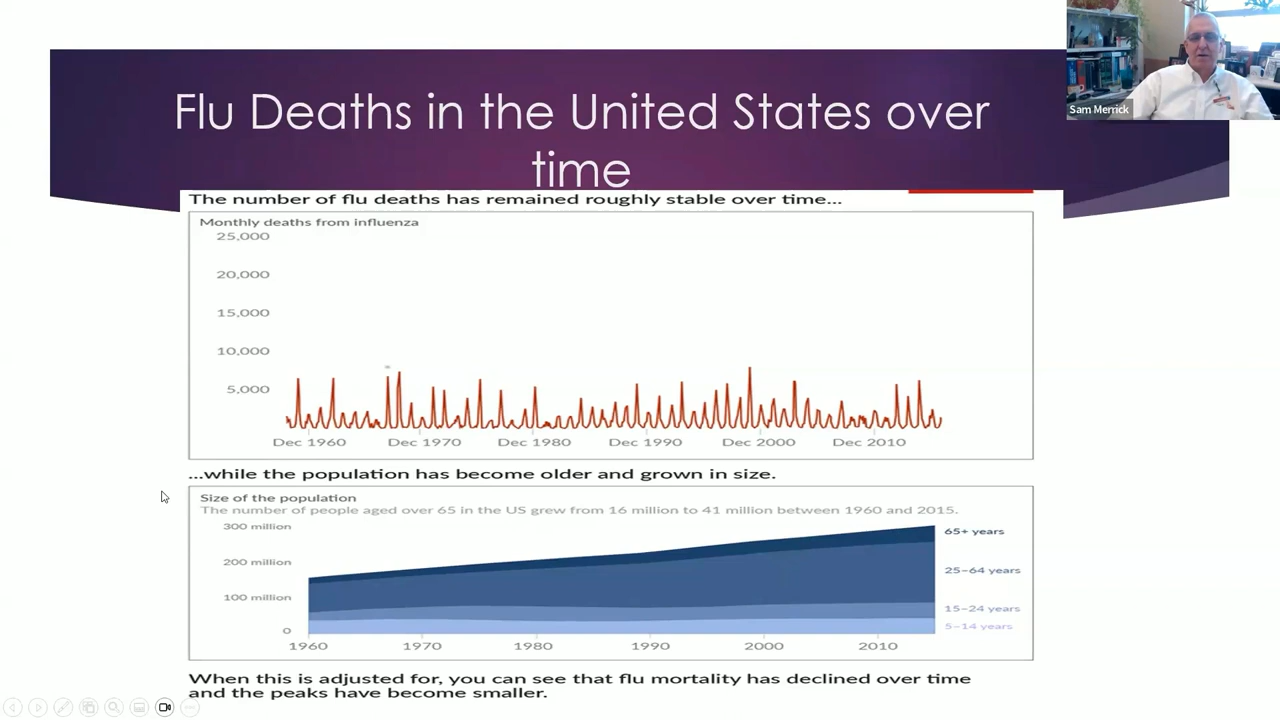 Sam Merrick
Flu Deaths in the United States over
time
The number of flu deaths has remained roughly stable over time...
Monthly deaths from influenza
25,000
20,000
15,000
10,000
5,000
Dec 1960 Dec 1970 Dec 1980 Dec 1990 Dec 2000 Dec 2010
...while the population has become older and grown in size.
Size of the population
The number of people aged over 65 in the US grew from 16 million to 41 million between 1960 and 2015.
300 million
65+ years
200 million
25–64 years
100 million
15–24 years
5–14 years
0
1960 1970 1980 1990 2000 2010
When this is adjusted for, you can see that flu mortality has declined over time
and the peaks have become smaller.